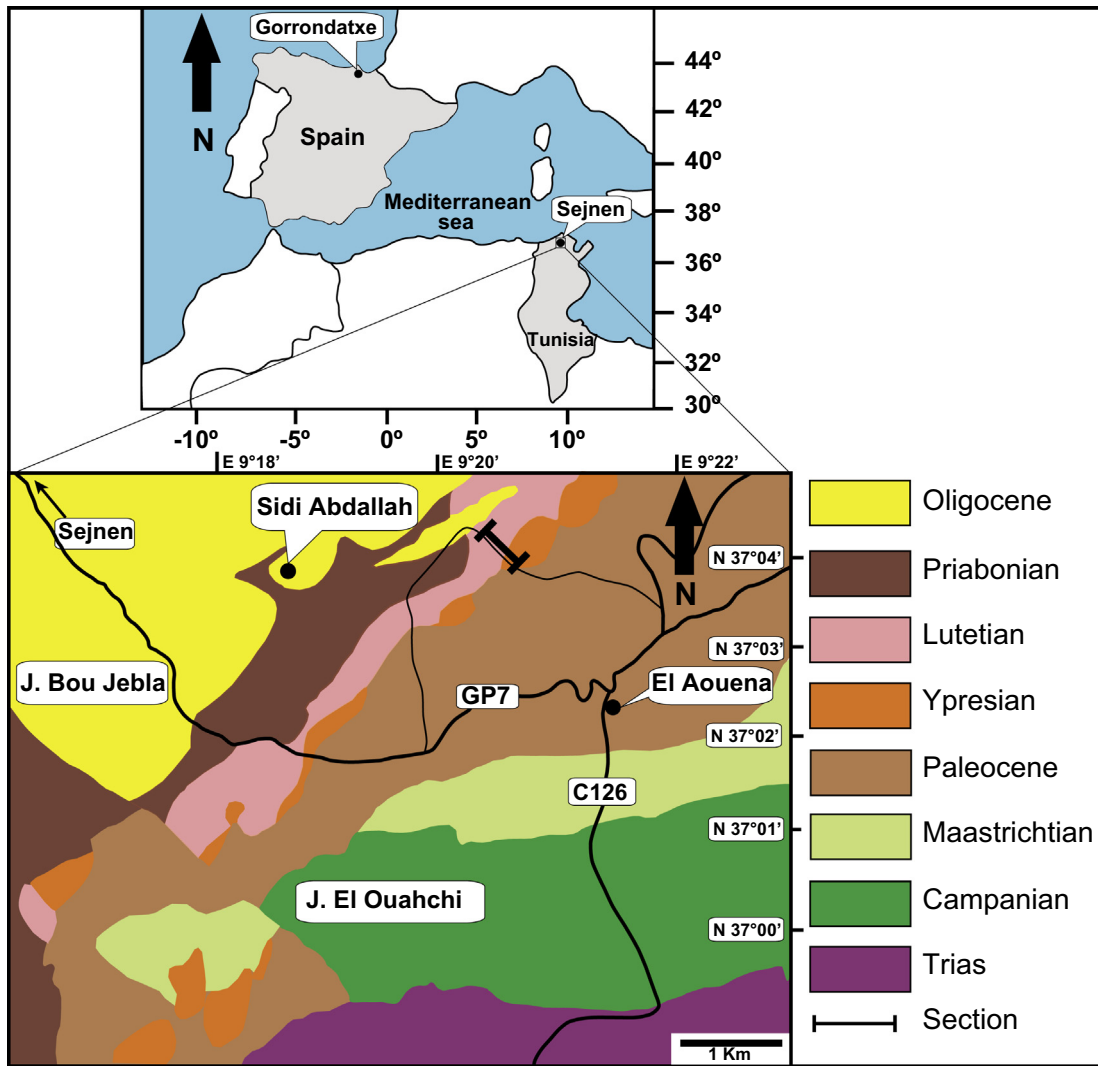 Gorrondatxe
N
Spain
Mediterranean
sea
Sejnen
Tunisia
44º
42º
40º
38º
36º
34º
32º
30º
-10º -5º 0º 5º 10º
E 9°18’ E 9°20’ E 9°22’
Sejnen
Sidi Abdallah
N
J. Bou Jebla
GP7
El Aouena
C126
J. El Ouahchi
N 37°04’
N 37°03’
N 37°02’
N 37°01’
N 37°00’
1 Km
Oligocene
Priabonian
Lutetian
Ypresian
Paleocene
Maastrichtian
Campanian
Trias
Section